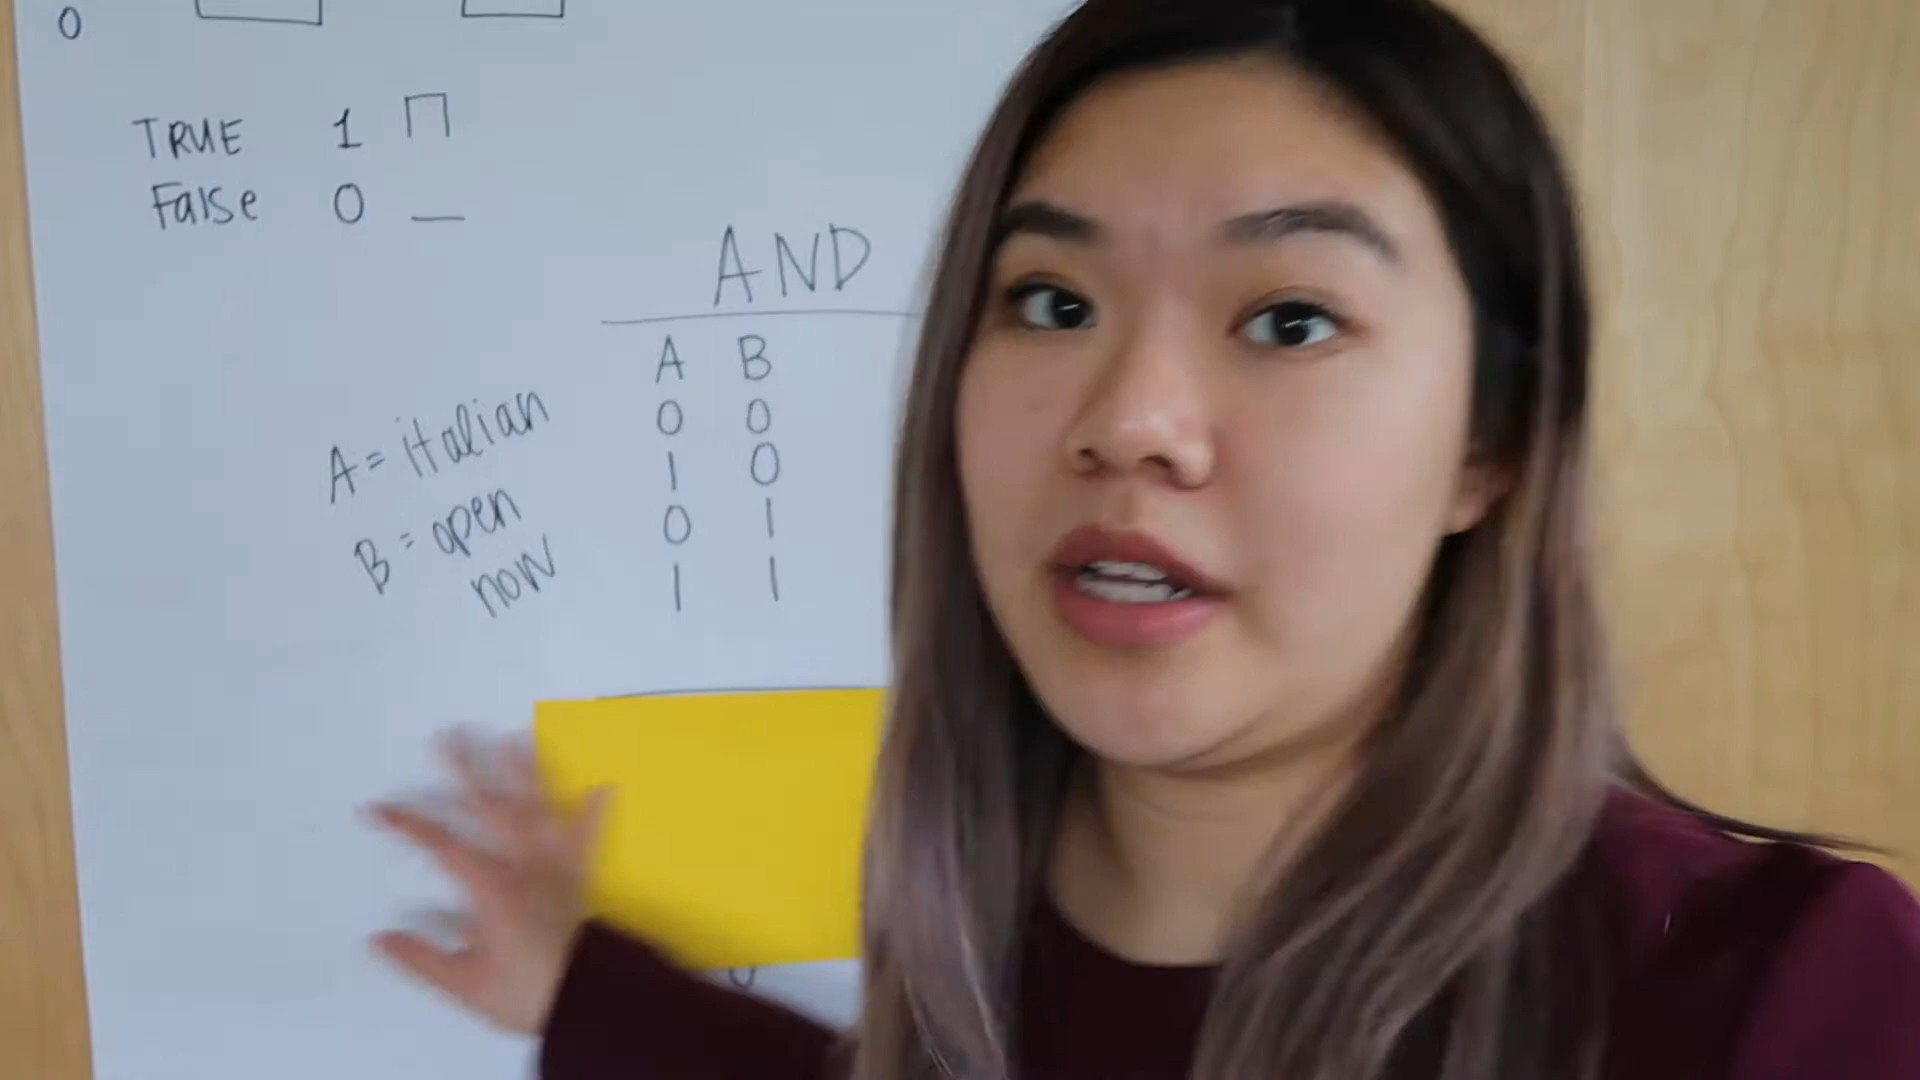 0
TRUE 1
False 0
AND
A B
0 0
1 0
0 1
1 1
A = italian
B = open
now